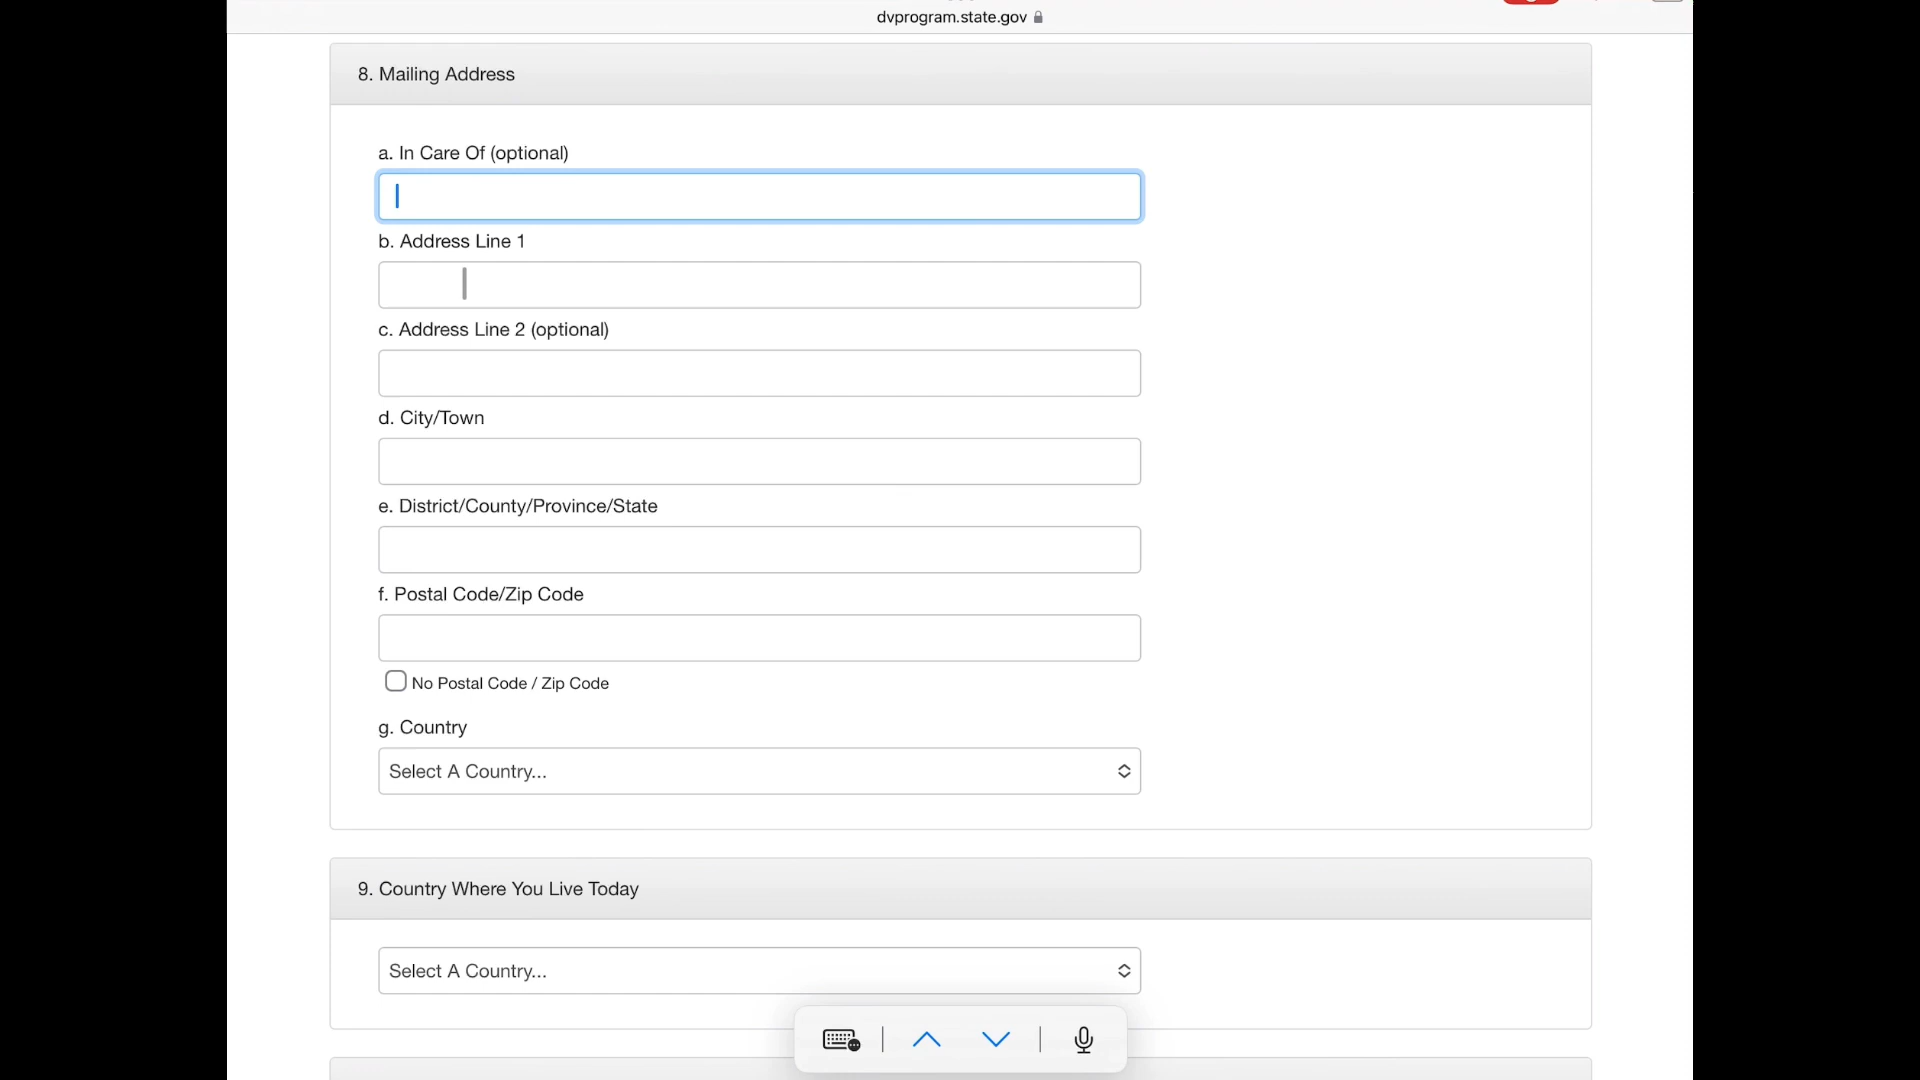 dvprogram.state.gov
8. Mailing Address
a. In Care Of (optional)
b. Address Line 1
c. Address Line 2 (optional)
d. City/Town
e. District/County/Province/State
f. Postal Code/Zip Code
No Postal Code / Zip Code
g. Country
Select A Country...
9. Country Where You Live Today
Select A Country...